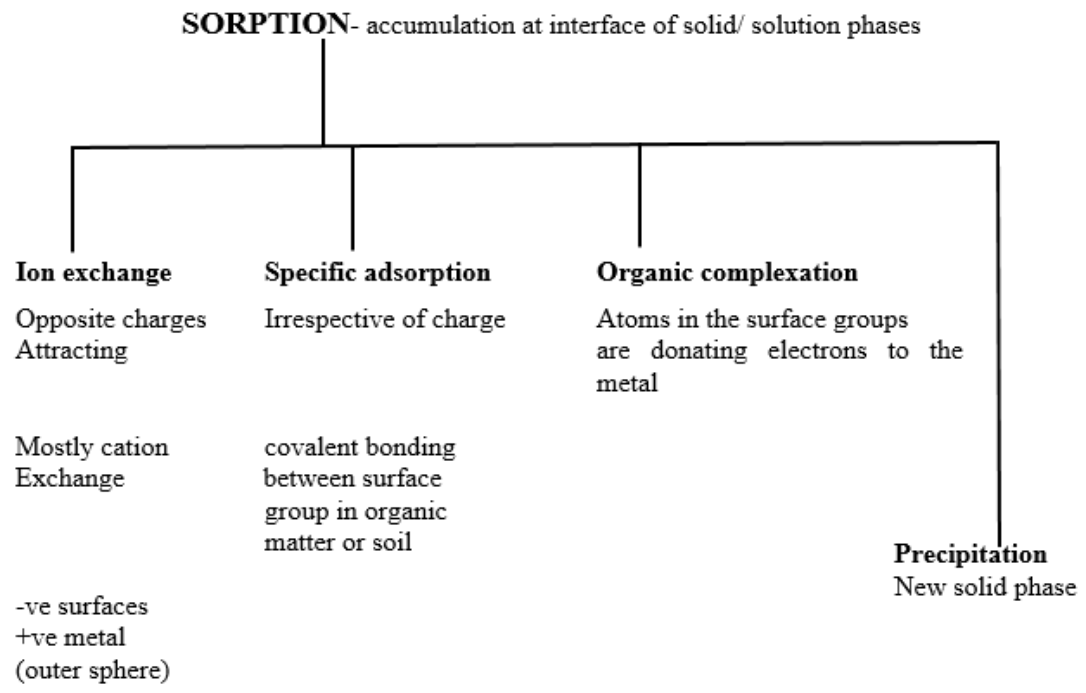 SORPTION- accumulation at interface of solid/ solution phases
Ion exchange
Opposite charges
Attracting
Mostly cation
Exchange
-ve surfaces
+ve metal
(outer sphere)
Specific adsorption
Irrespective of charge
covalent bonding
between surface
group in organic
matter or soil
Organic complexation
Atoms in the surface groups
are donating electrons to the
metal
Precipitation
New solid phase